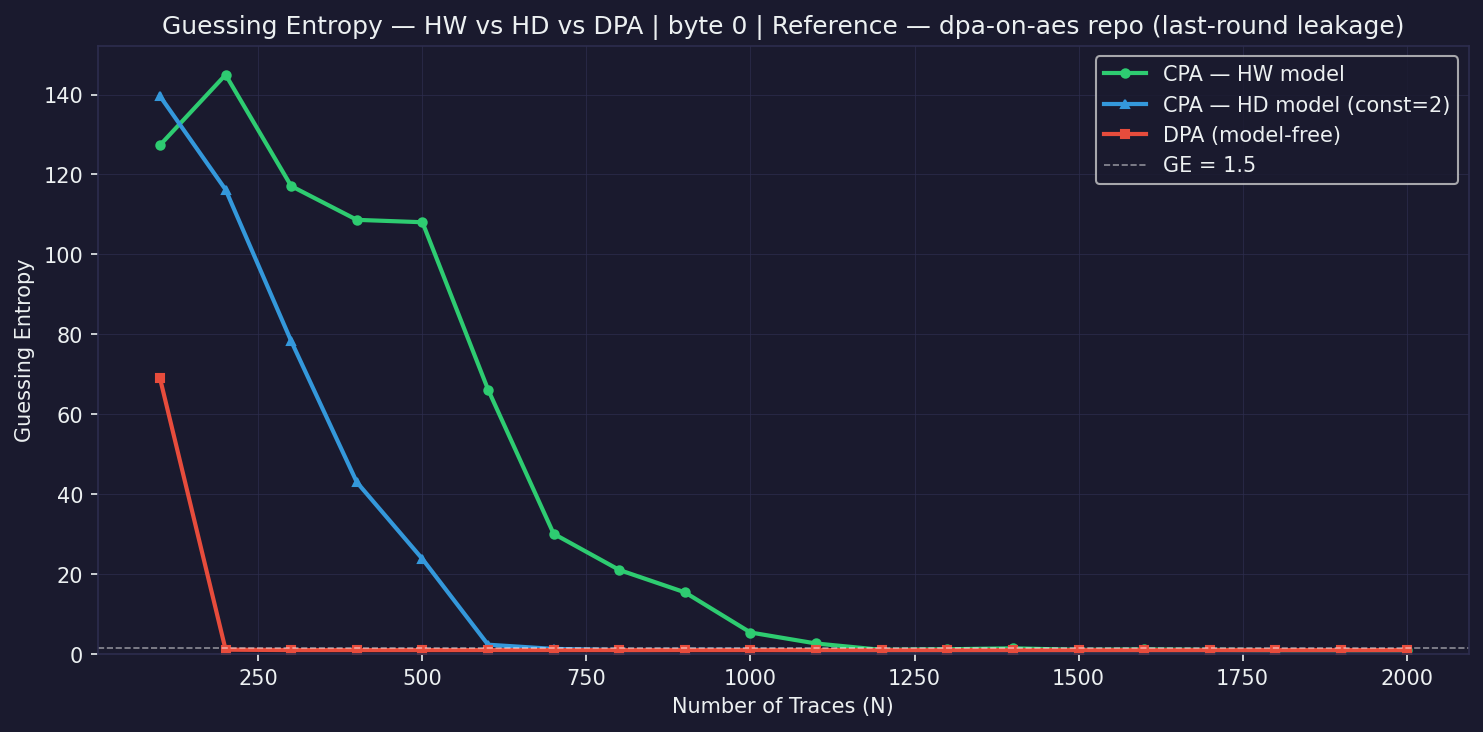 Guessing Entropy — HW vs HD vs DPA | byte 0 | Reference — dpa-on-aes repo (last-round leakage)
CPA — HW model
CPA — HD model (const=2)
DPA (model-free)
GE = 1.5
Guessing Entropy
140
120
100
80
60
40
20
0
250
500
750
1000
1250
1500
1750
2000
Number of Traces (N)